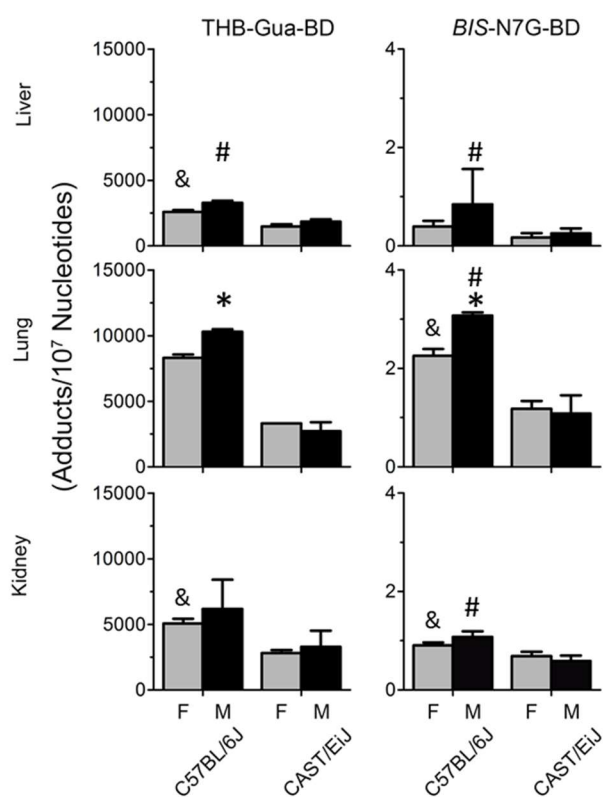 THB-Gua-BD
BIS-N7G-BD
Liver
Lung
Kidney
(Adducts/10⁷ Nucleotides)
15000
10000
5000
0
& #
4
2
0
#
15000
10000
5000
0
*
4
2
0
&
#
*
15000
10000
5000
0
&
4
2
0
& #
F M F M
F M F M
C57BL/6J CAST/EiJ
C57BL/6J CAST/EiJ